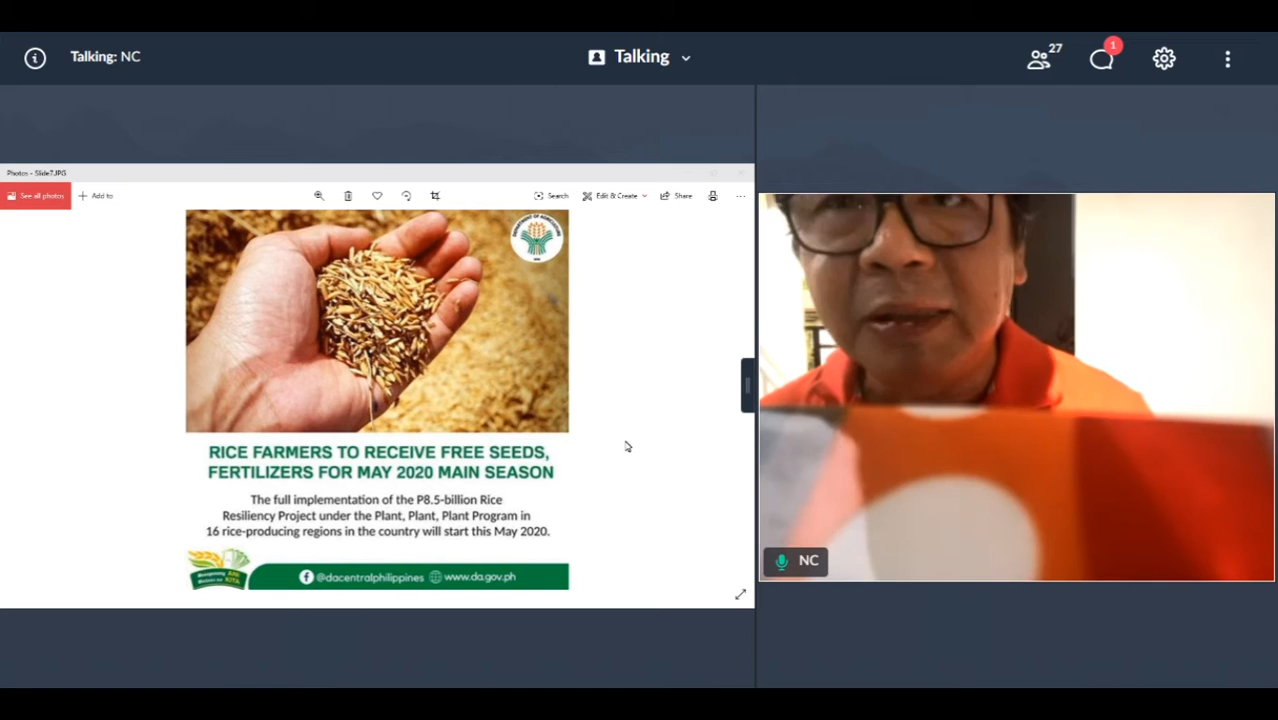 Talking: NC
Talking
27
1
Photos - Slide7.JPG
See all photos
Add to
Search
Edit & Create
Share
DEPARTMENT OF AGRICULTURE
RICE FARMERS TO RECEIVE FREE SEEDS,
FERTILIZERS FOR MAY 2020 MAIN SEASON
The full implementation of the P8.5-billion Rice
Resiliency Project under the Plant, Plant, Plant Program in
16 rice-producing regions in the country will start this May 2020.
@dacentralphilippines www.da.gov.ph
NC